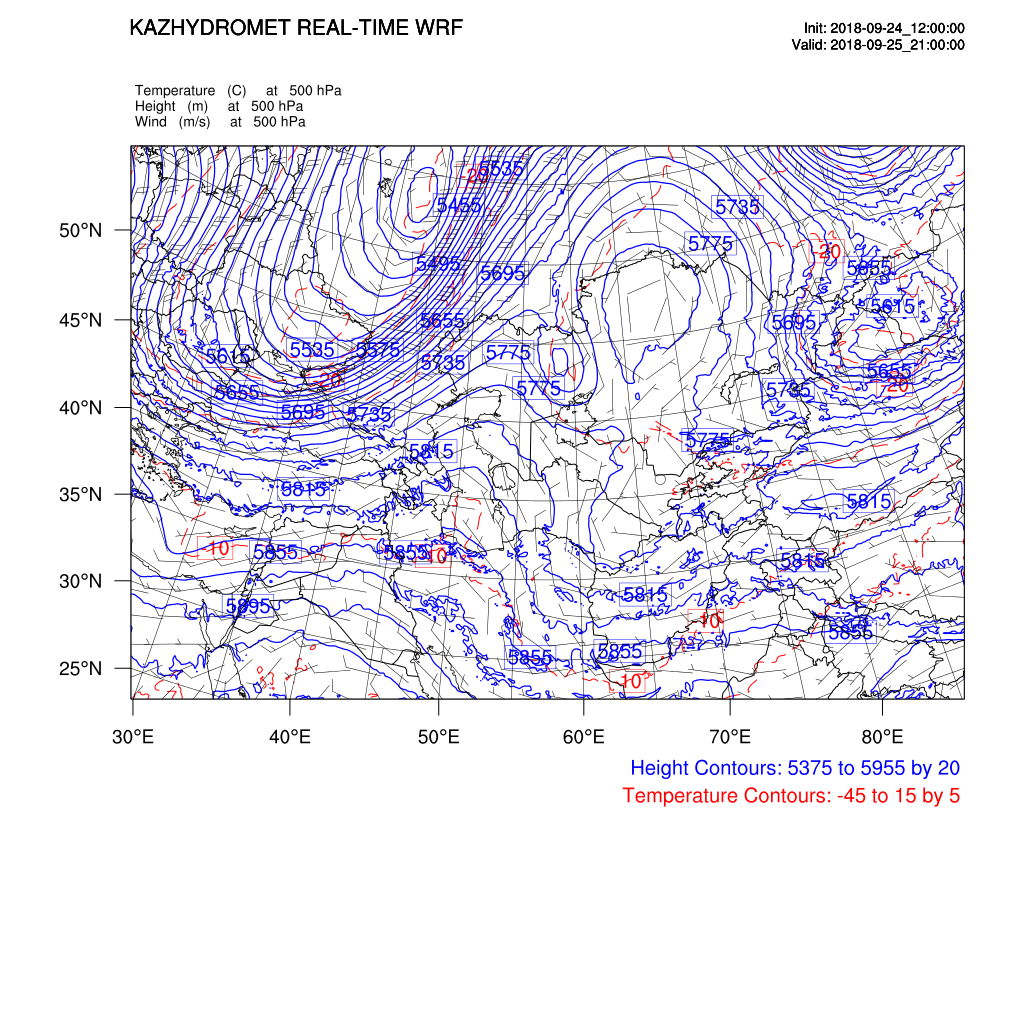 KAZHYDROMET REAL-TIME WRF
Init: 2018-09-24_12:00:00
Valid: 2018-09-25_21:00:00
Temperature (C) at 500 hPa
Height (m) at 500 hPa
Wind (m/s) at 500 hPa
-20 5535
5455 5735
50°N
5775
-20
5495 5695 5655
5615
45°N 5655 5695
5615 5535 5575 5735 5775
5655 5775 5735 5655
-20 -20
40°N 5695 5735
5815 5775
35°N 5815 5815
10 5855 5855 -10 5815
30°N 5815
5895 -10
5855
5855 5855
25°N
10
30°E 40°E 50°E 60°E 70°E 80°E
Height Contours: 5375 to 5955 by 20
Temperature Contours: -45 to 15 by 5